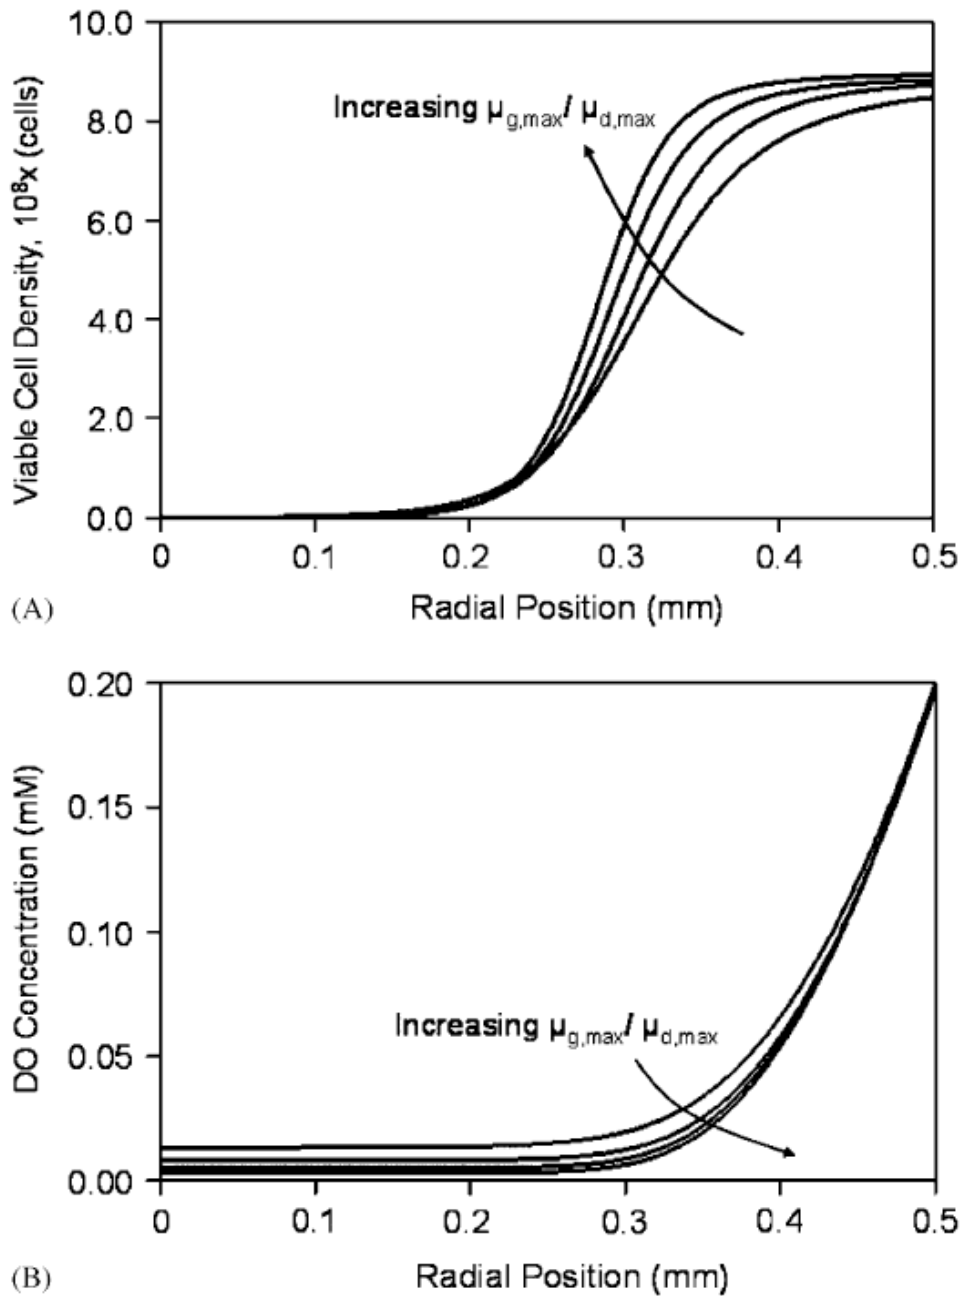 10.0
8.0
6.0
4.0
2.0
0.0
Viable Cell Density, 10⁸x (cells)
Increasing μg,max/ μd,max
0 0.1 0.2 0.3 0.4 0.5
Radial Position (mm)
(A)
0.20
0.15
0.10
0.05
0.00
DO Concentration (mM)
Increasing μg,max/ μd,max
0 0.1 0.2 0.3 0.4 0.5
Radial Position (mm)
(B)